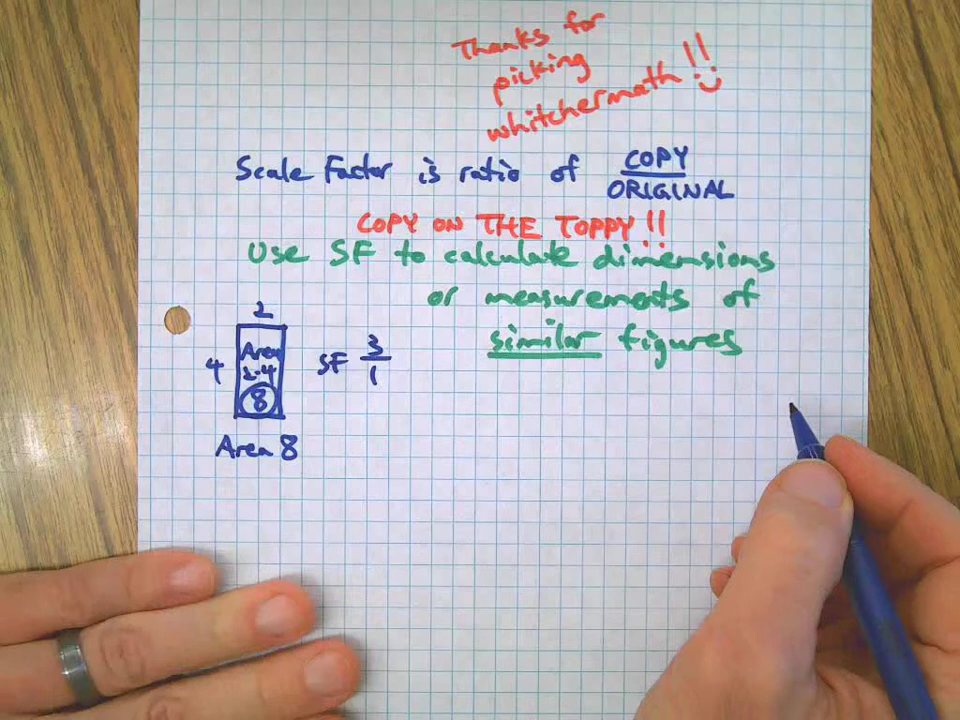 Thanks for
picking
whitchermath!!
Scale Factor is ratio of COPY
ORIGINAL
COPY ON THE TOPPY!!
Use SF to calculate dimensions
or measurements of
similar figures
2
4
Area
2·4
8
SF 3
1
Area 8